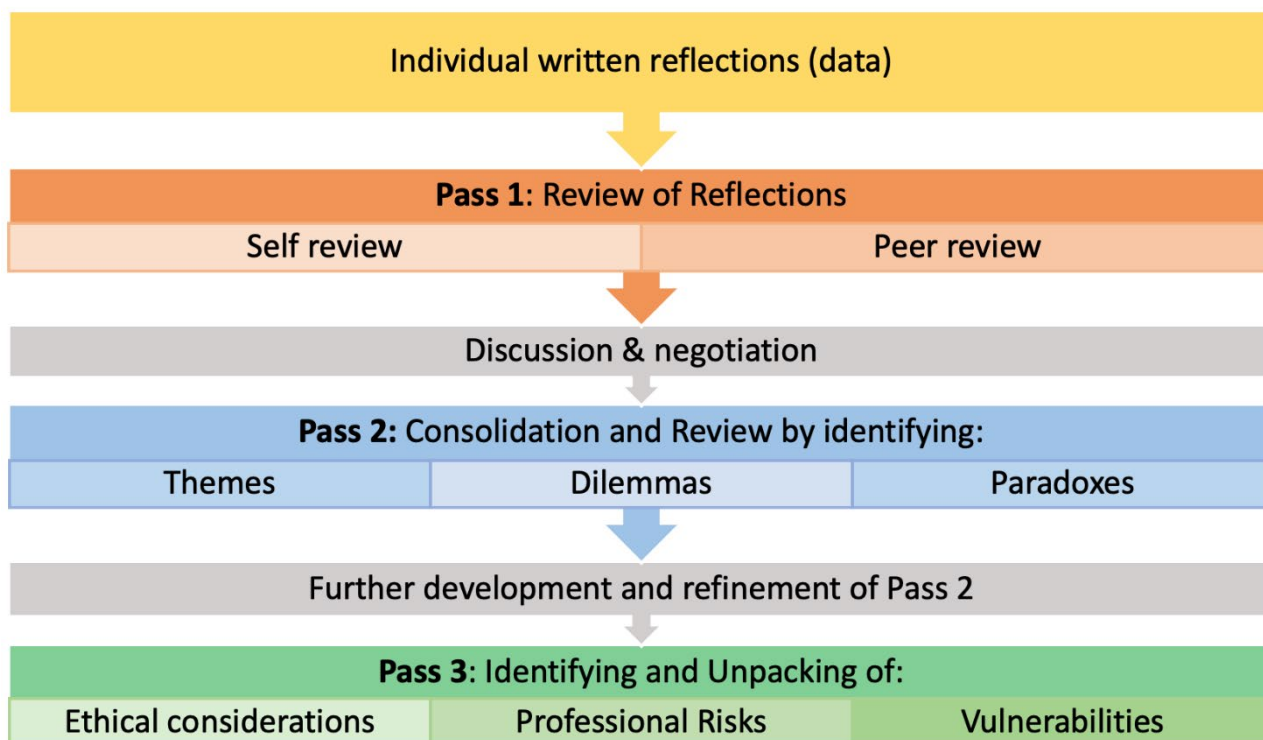 Individual written reflections (data)
Pass 1: Review of Reflections
Self review
Peer review
Discussion & negotiation
Pass 2: Consolidation and Review by identifying:
Themes
Dilemmas
Paradoxes
Further development and refinement of Pass 2
Pass 3: Identifying and Unpacking of:
Ethical considerations
Professional Risks
Vulnerabilities